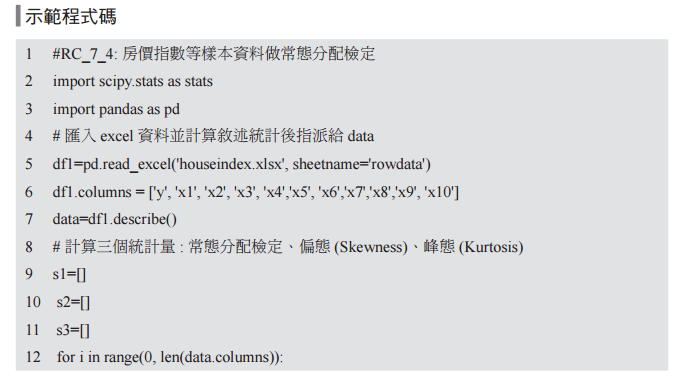 示範程式碼
1 #RC_7_4: 房價指數等樣本資料做常態分配檢定
2 import scipy.stats as stats
3 import pandas as pd
4 # 匯入 excel 資料並計算敘述統計後指派給 data
5 df1=pd.read_excel('houseindex.xlsx', sheetname='rowdata')
6 df1.columns = ['y', 'x1', 'x2', 'x3', 'x4','x5', 'x6','x7','x8','x9', 'x10']
7 data=df1.describe()
8 # 計算三個統計量 : 常態分配檢定、偏態 (Skewness)、峰態 (Kurtosis)
9 s1=[]
10 s2=[]
11 s3=[]
12 for i in range(0, len(data.columns)):